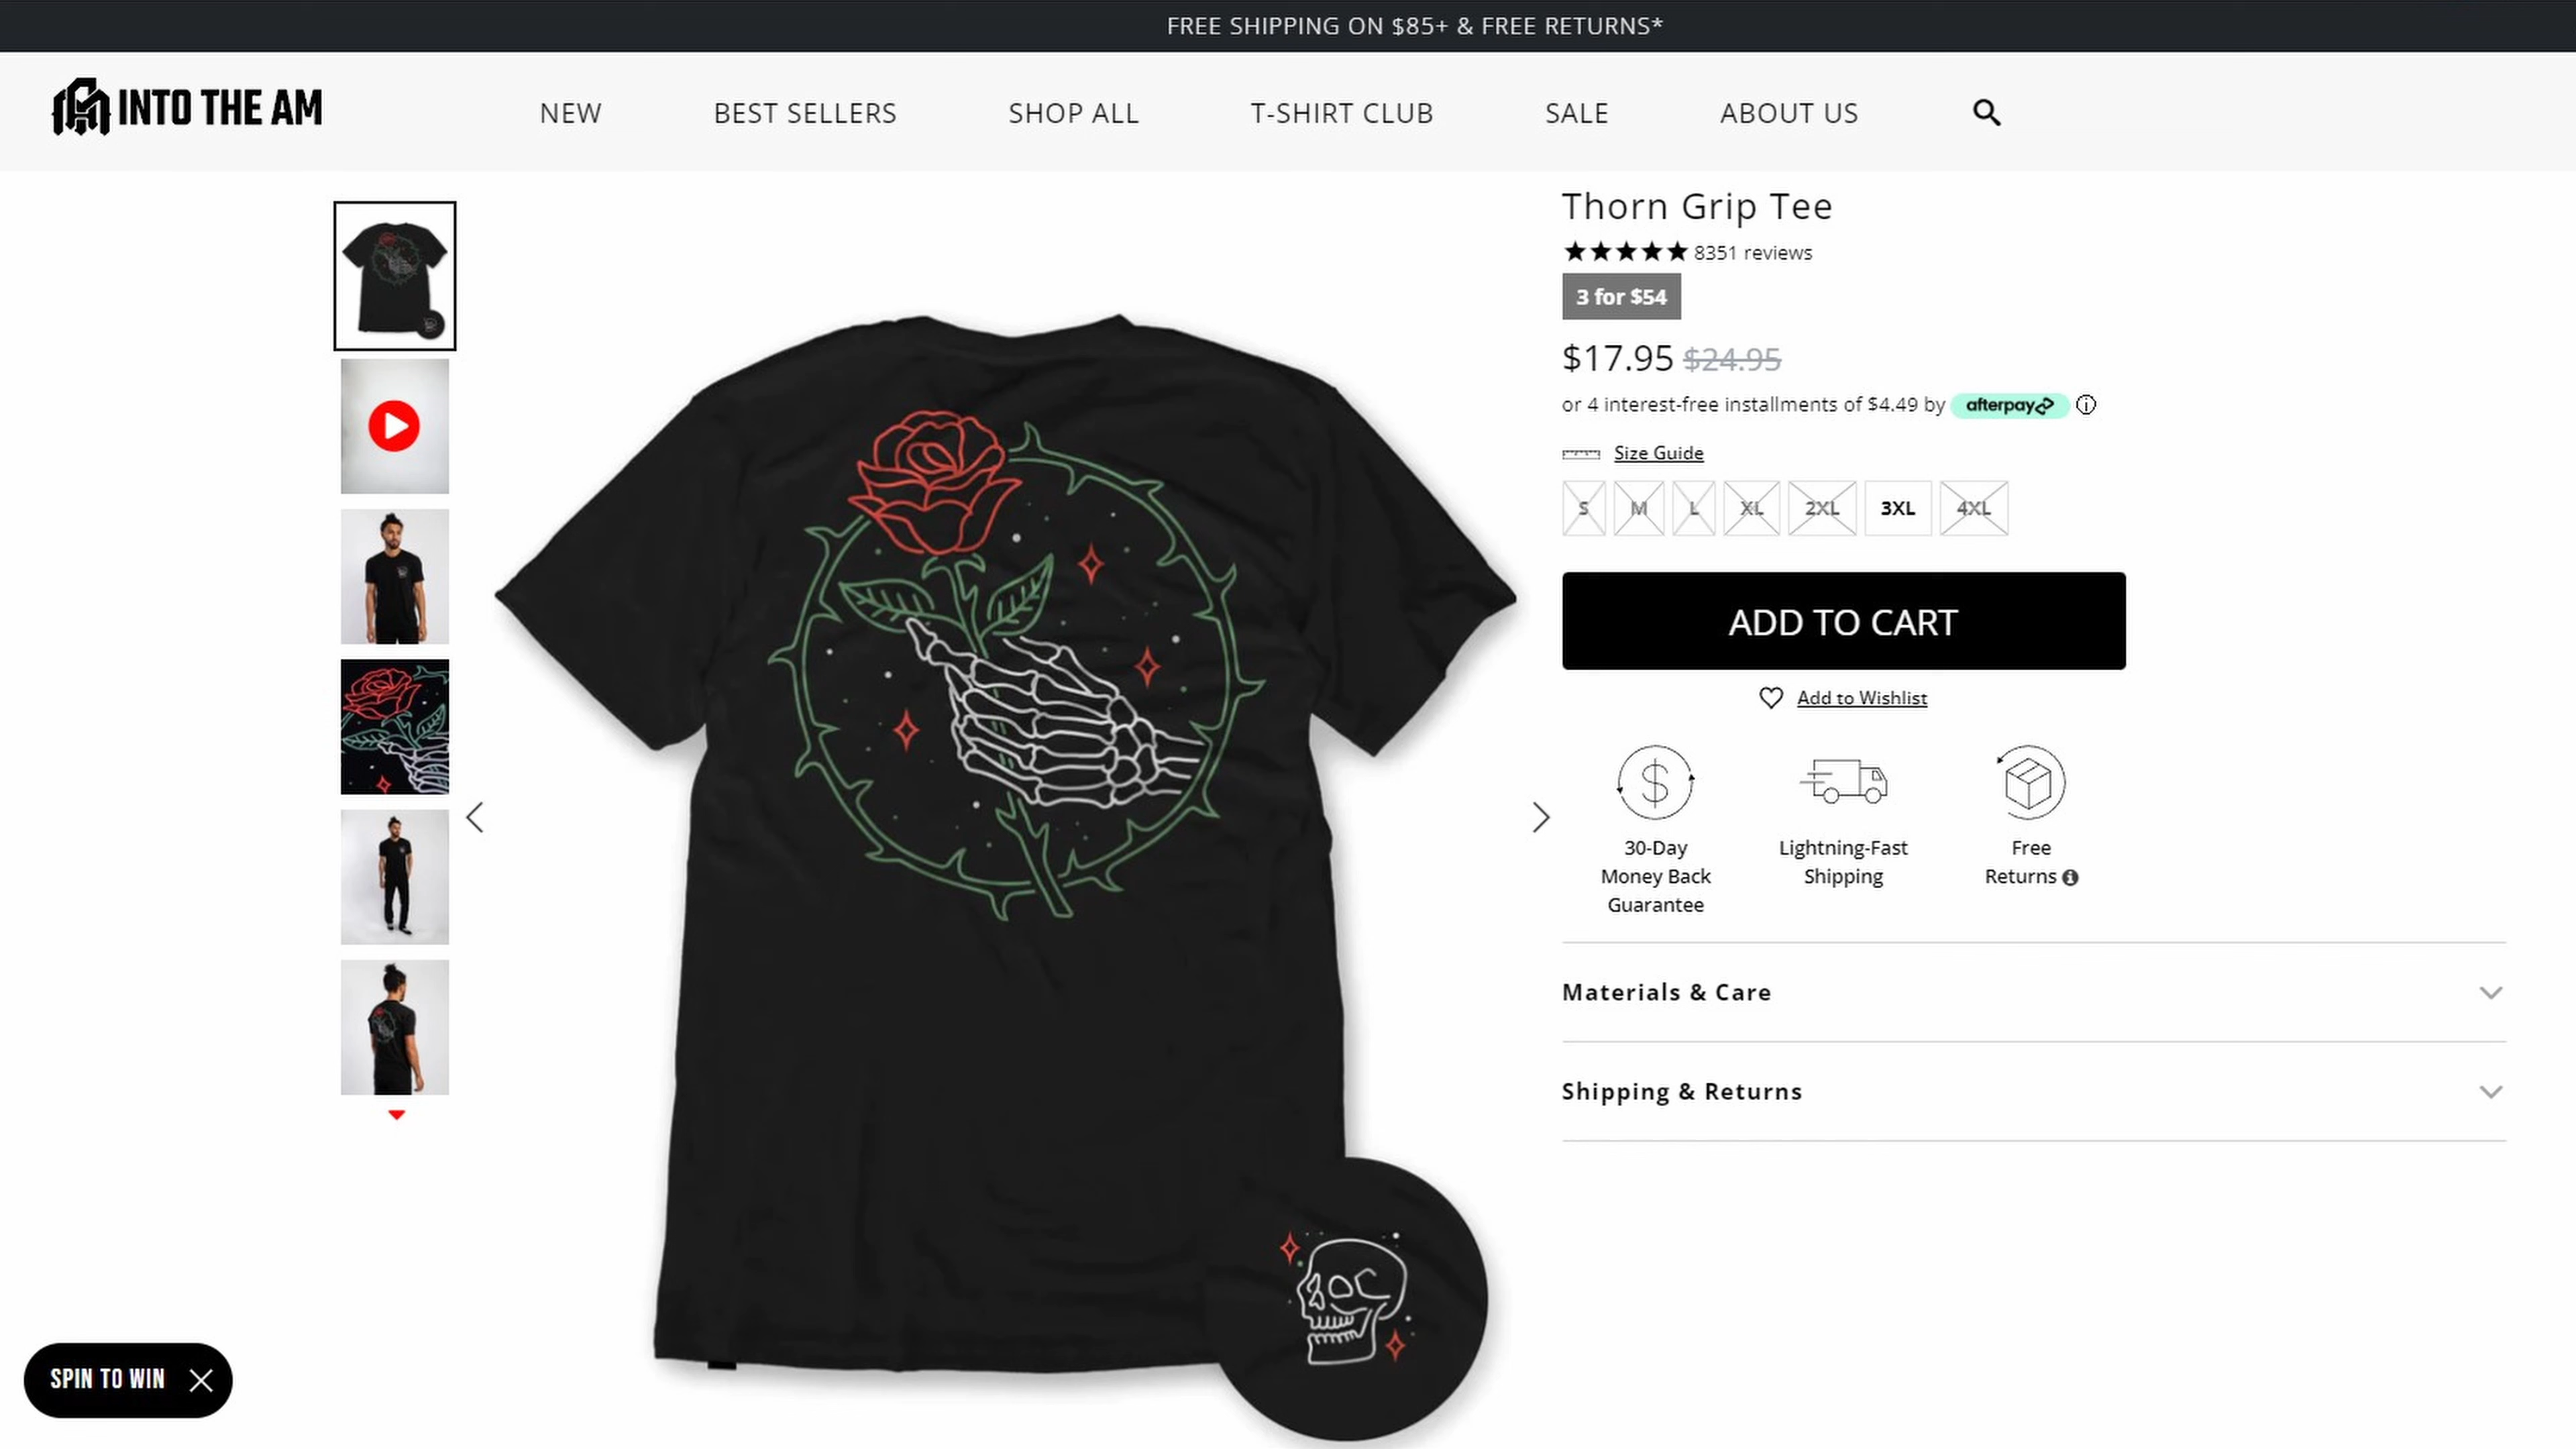 FREE SHIPPING ON $85+ & FREE RETURNS*
INTO THE AM
NEW
BEST SELLERS
SHOP ALL
T-SHIRT CLUB
SALE
ABOUT US
Thorn Grip Tee
8351 reviews
3 for $54
$17.95 $24.95
or 4 interest-free installments of $4.49 by afterpay
Size Guide
S M L XL 2XL 3XL 4XL
ADD TO CART
Add to Wishlist
30-Day
Money Back
Guarantee
Lightning-Fast
Shipping
Free
Returns
Materials & Care
Shipping & Returns
SPIN TO WIN